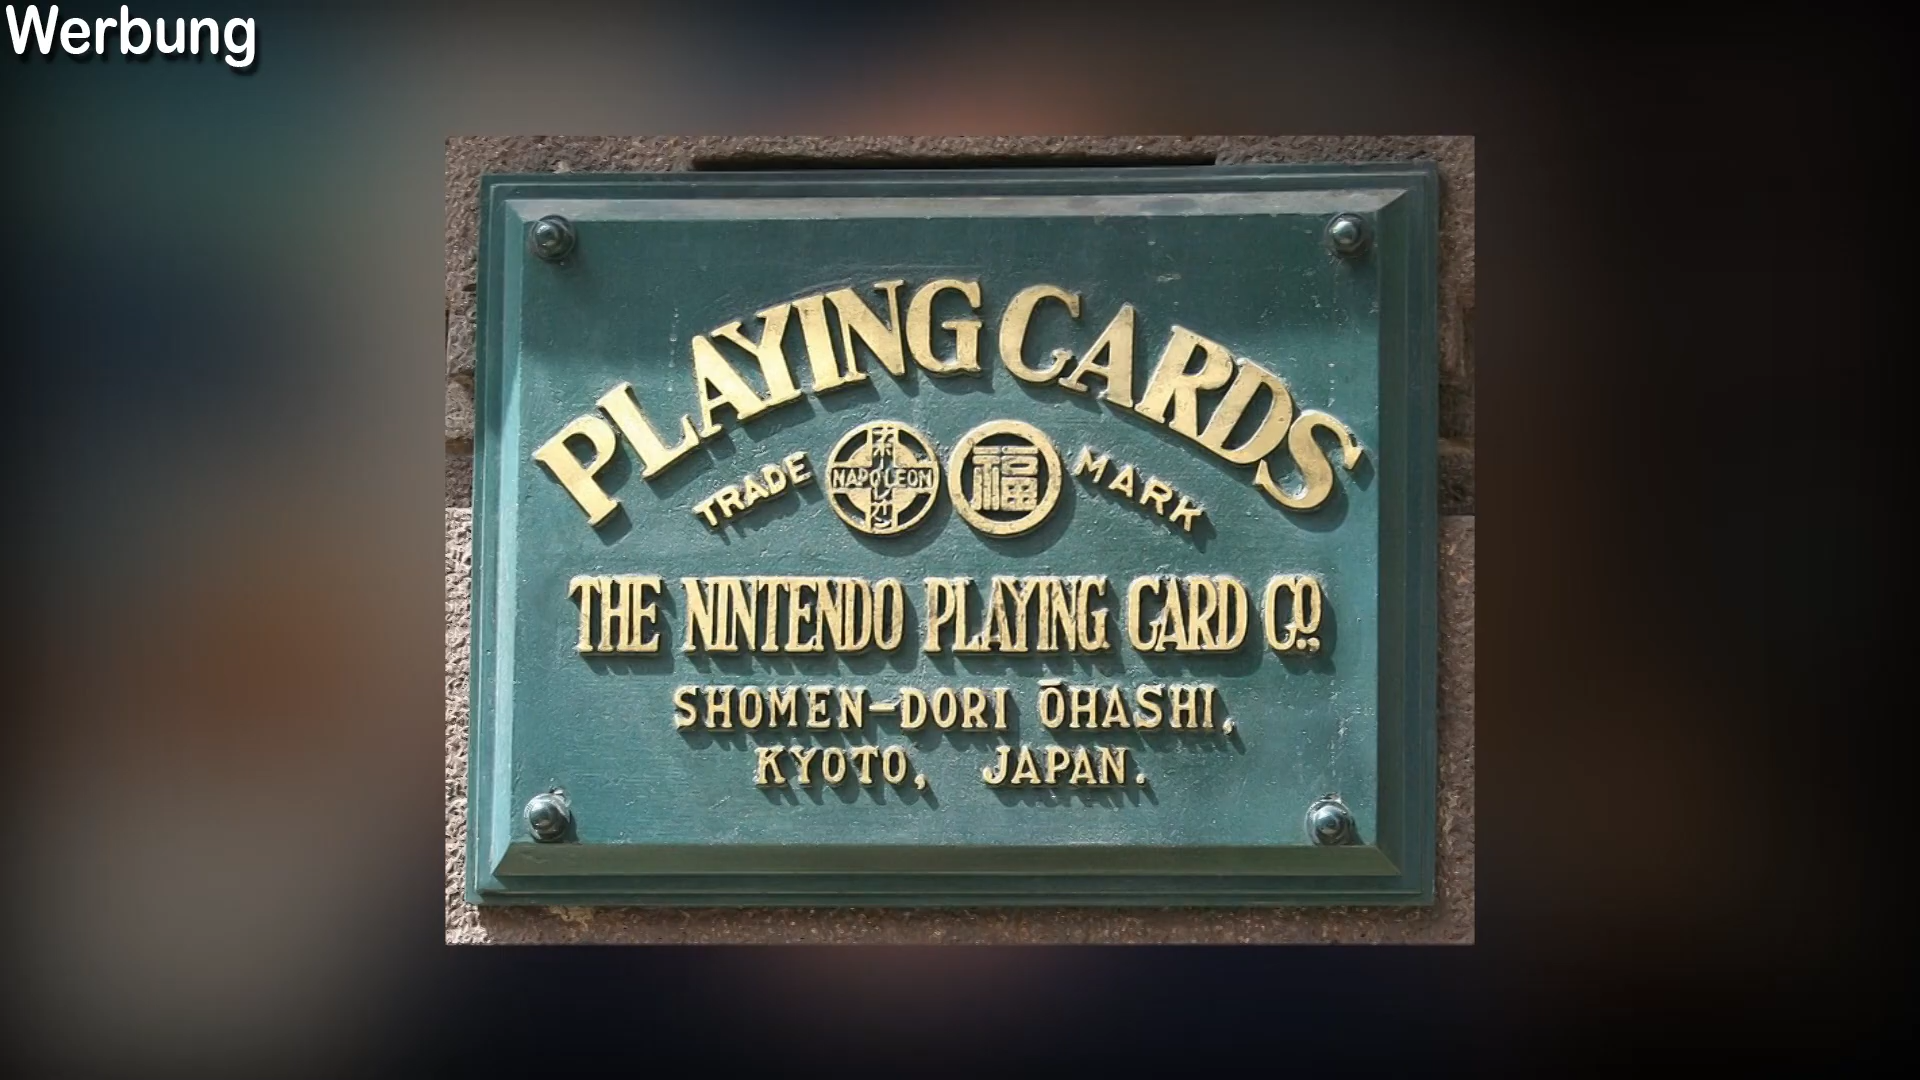 Werbung
PLAYING CARDS
TRADE NAPOLEON 福 MARK
THE NINTENDO PLAYING CARD CO.,
SHOMEN-DORI ŌHASHI,
KYOTO, JAPAN.